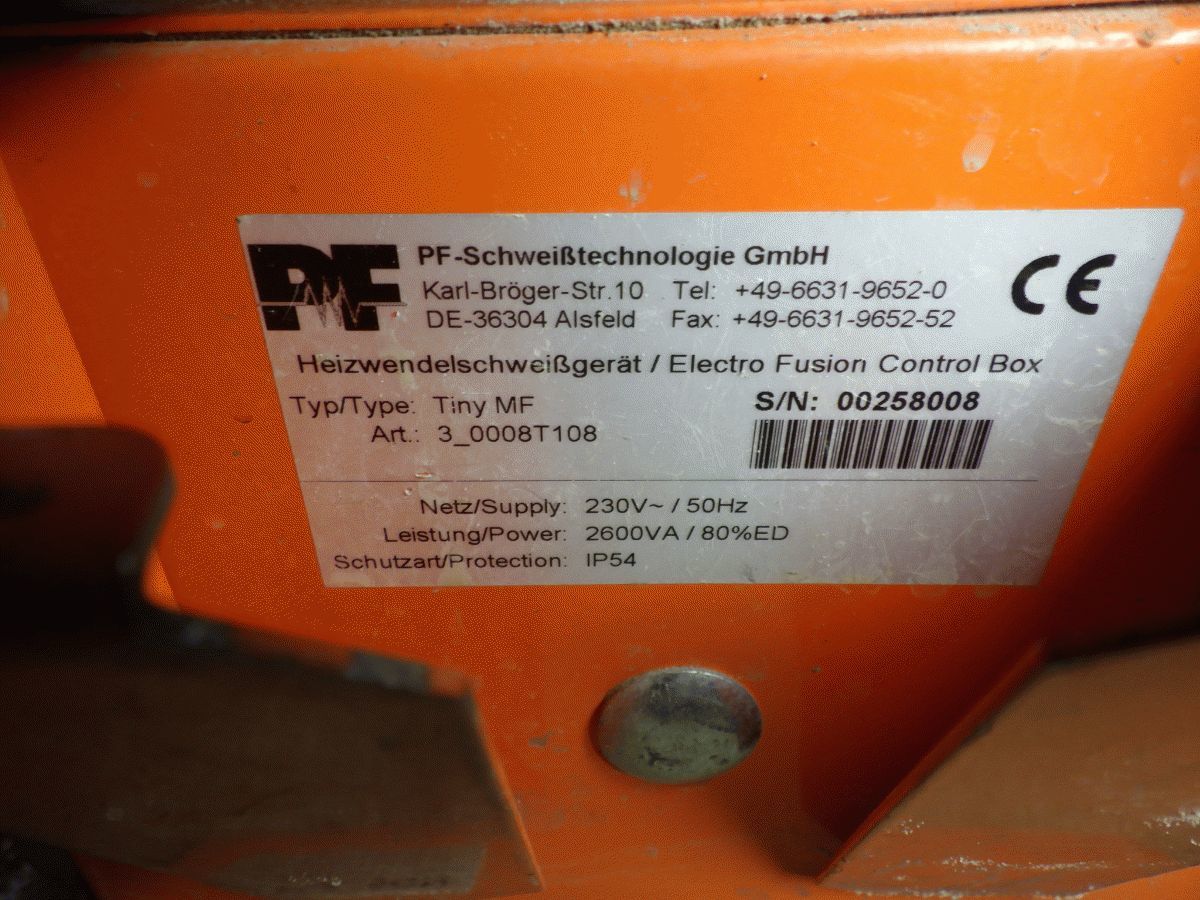 PF
PF-Schweißtechnologie GmbH
Karl-Bröger-Str.10 Tel: +49-6631-9652-0
DE-36304 Alsfeld Fax: +49-6631-9652-52
CE
Heizwendelschweißgerät / Electro Fusion Control Box
Typ/Type: Tiny MF
S/N: 00258008
Art.: 3_0008T108
Netz/Supply: 230V~ / 50Hz
Leistung/Power: 2600VA / 80%ED
Schutzart/Protection: IP54